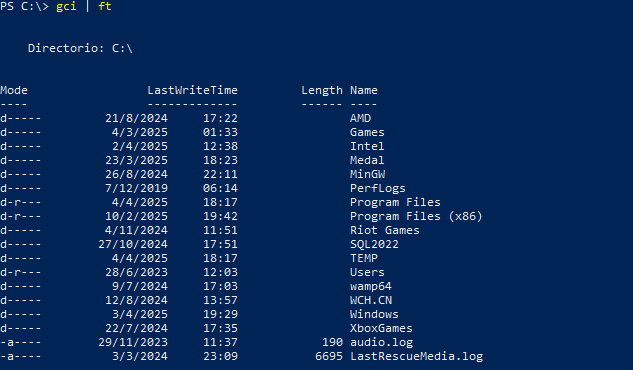 PS C:\> gci | ft
Directorio: C:\
Mode LastWriteTime Length Name
---- ------------- ------ ----
d----- 21/8/2024 17:22 AMD
d----- 4/3/2025 01:33 Games
d----- 2/4/2025 12:38 Intel
d----- 23/3/2025 18:23 Medal
d----- 26/8/2024 22:11 MinGW
d----- 7/12/2019 06:14 PerfLogs
d-r--- 4/4/2025 18:17 Program Files
d-r--- 10/2/2025 19:42 Program Files (x86)
d----- 4/11/2024 11:51 Riot Games
d----- 27/10/2024 17:51 SQL2022
d----- 4/4/2025 18:17 TEMP
d-r--- 28/6/2023 12:03 Users
d----- 9/7/2024 17:03 wamp64
d----- 12/8/2024 13:57 WCH.CN
d----- 3/4/2025 19:29 Windows
d----- 22/7/2024 17:35 XboxGames
-a---- 29/11/2023 11:37 190 audio.log
-a---- 3/3/2024 23:09 6695 LastRescueMedia.log